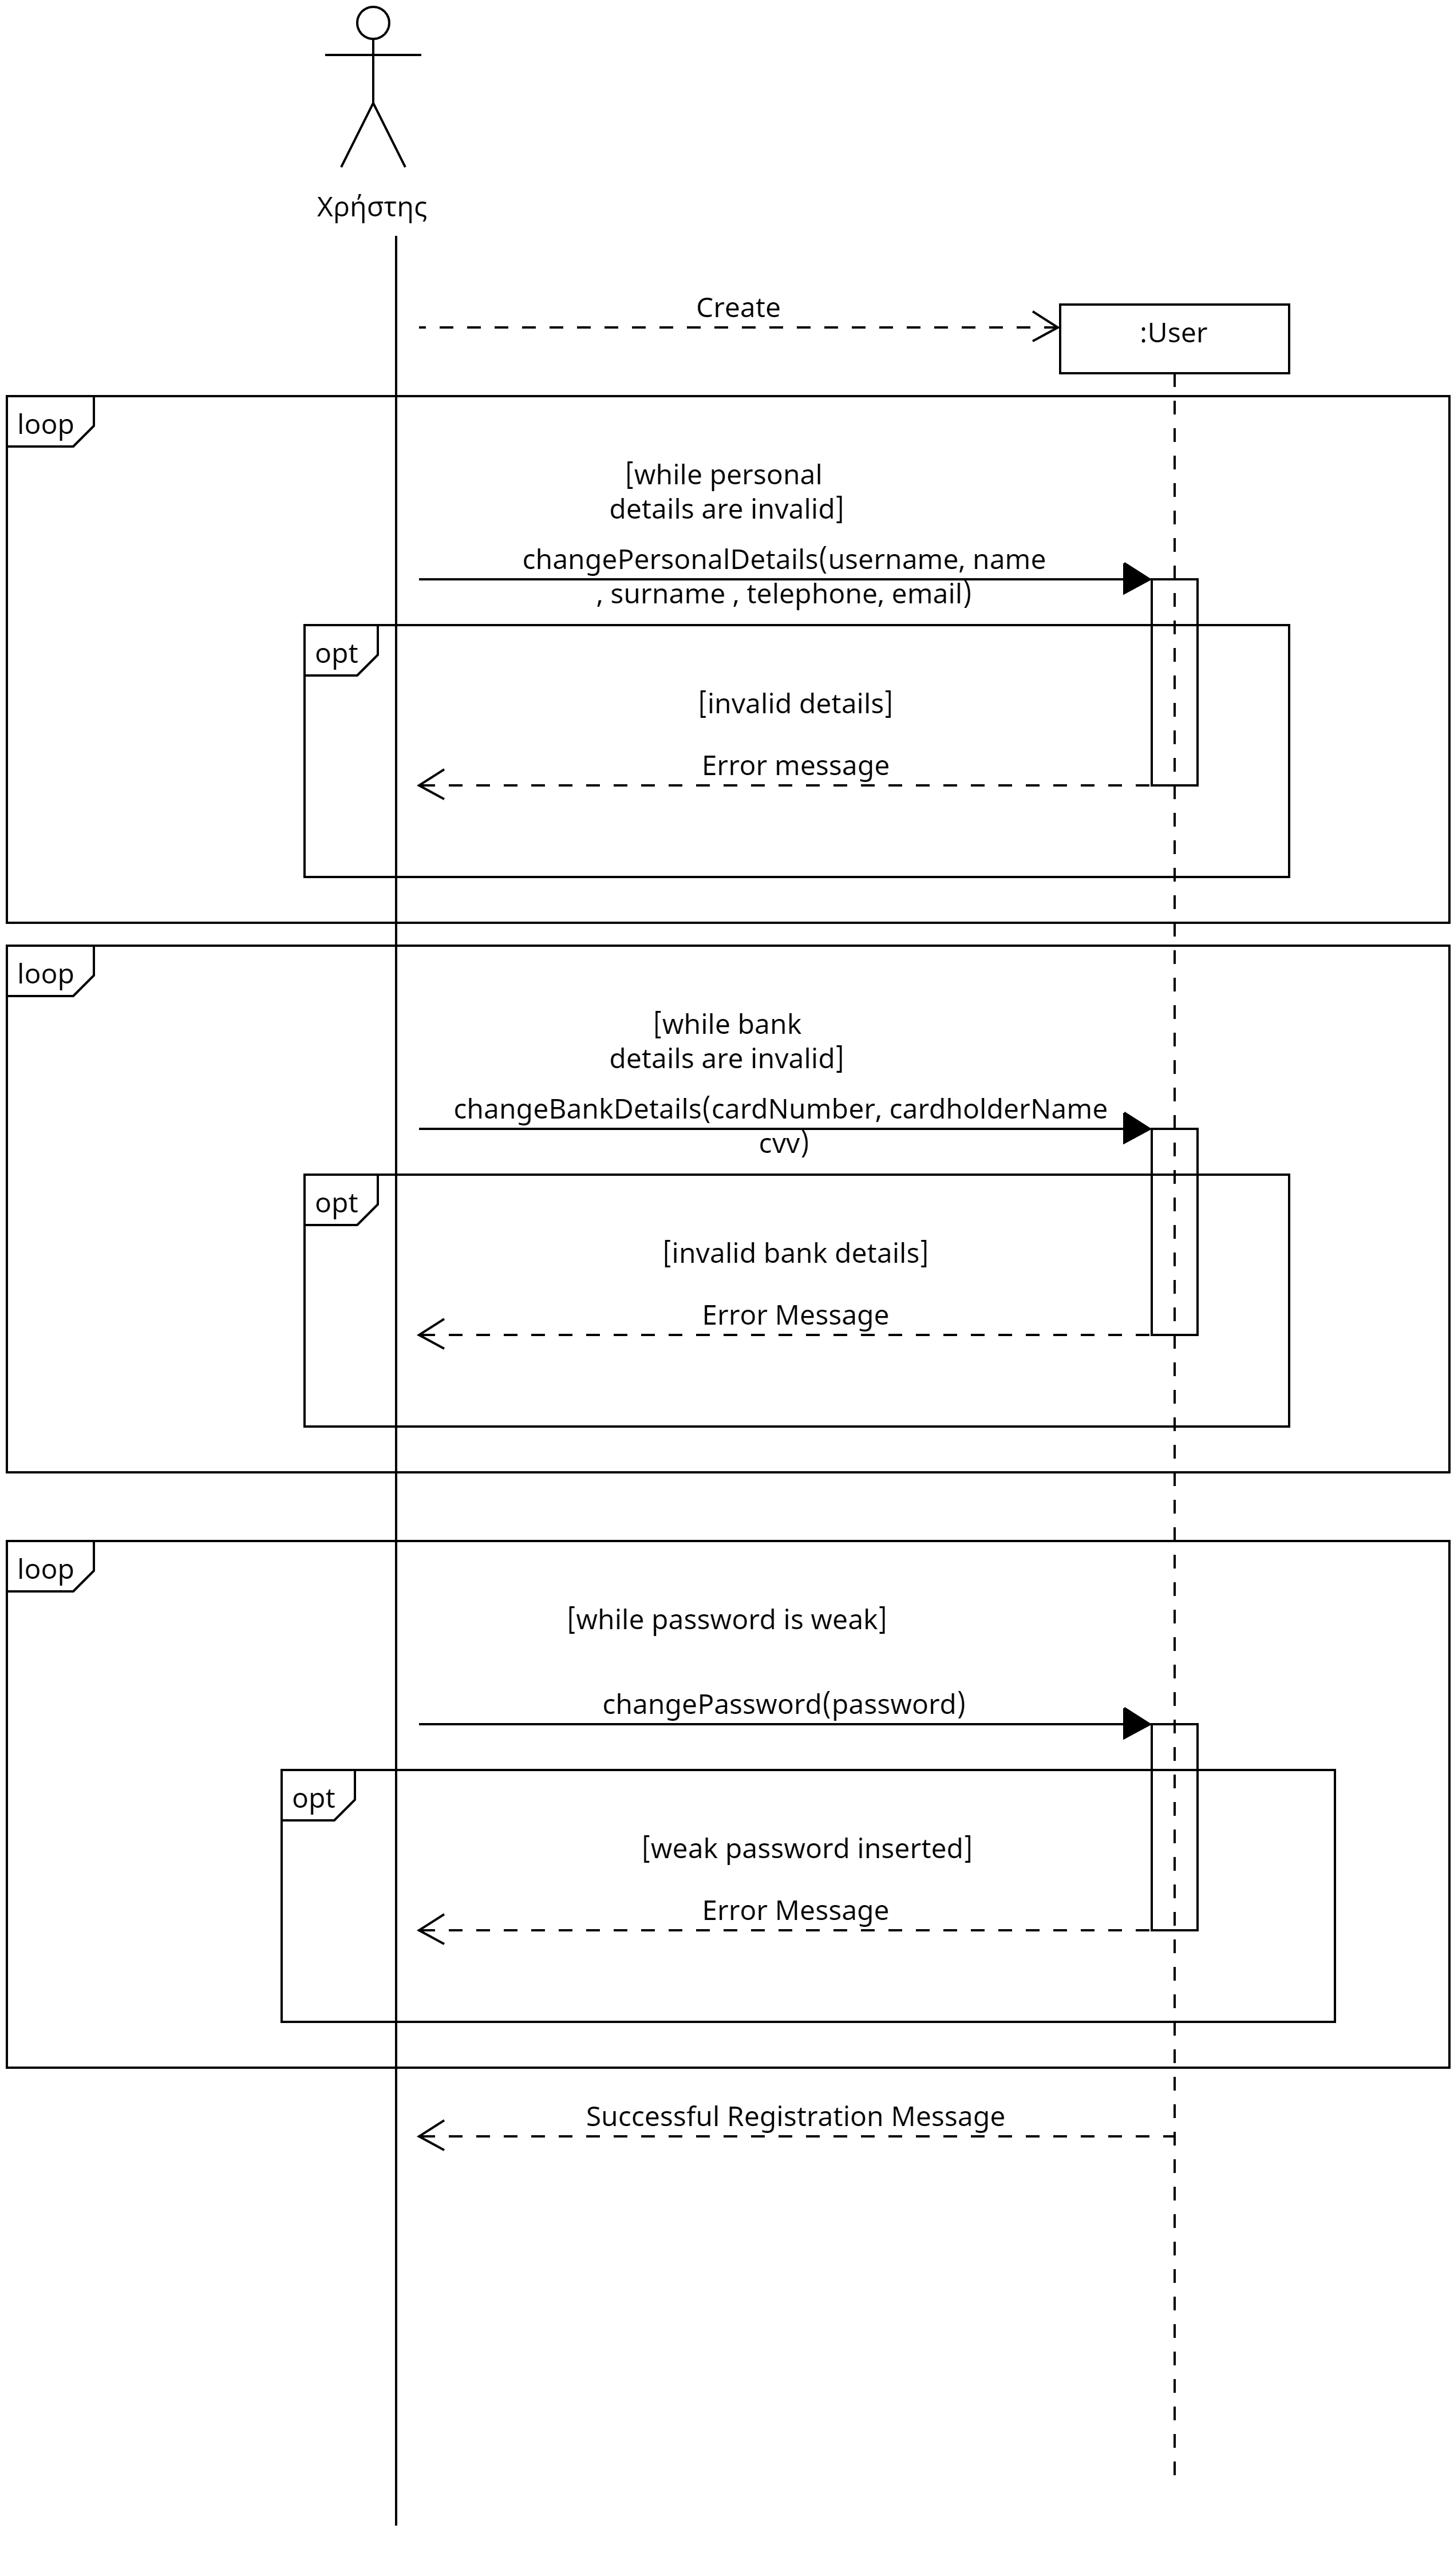 Χρήστης
Create
:User
loop
[while personal
details are invalid]
changePersonalDetails(username, name
, surname , telephone, email)
opt
[invalid details]
Error message
loop
[while bank
details are invalid]
changeBankDetails(cardNumber, cardholderName
cvv)
opt
[invalid bank details]
Error Message
loop
[while password is weak]
changePassword(password)
opt
[weak password inserted]
Error Message
Successful Registration Message